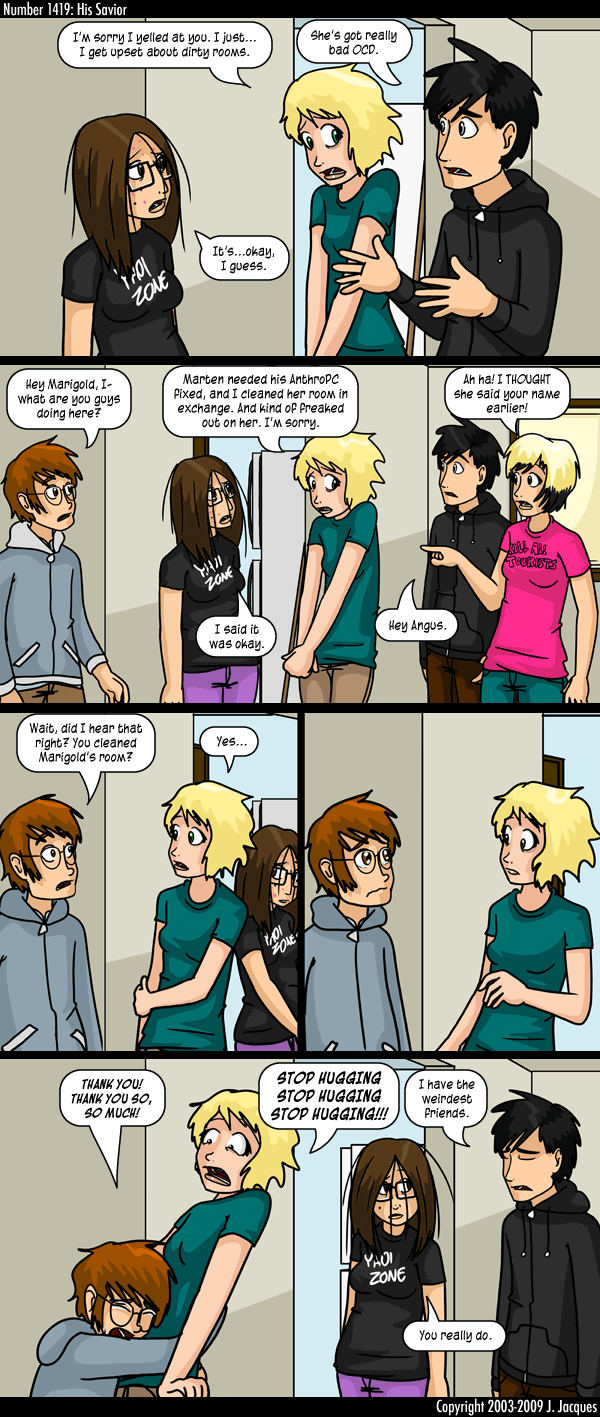 Number 1419: His Savior
I'm sorry I yelled at you. I just...
I get upset about dirty rooms.
She's got really
bad OCD.
It's...okay,
I guess.
YAOI
ZONE
Hey Marigold, I-
what are you guys
doing here?
Marten needed his AnthroPC
fixed, and I cleaned her room in
exchange. And kind of freaked
out on her. I'm sorry.
Ah ha! I THOUGHT
she said your name
earlier!
I said it
was okay.
Hey Angus.
YAOI
ZONE
KILL ALL
TOURISTS
Wait, did I hear that
right? You cleaned
Marigold's room?
Yes...
YAOI
ZONE
THANK YOU!
THANK YOU SO,
SO MUCH!
STOP HUGGING
STOP HUGGING
STOP HUGGING!!!
I have the
weirdest
friends.
YAOI
ZONE
You really do.
Copyright 2003-2009 J. Jacques